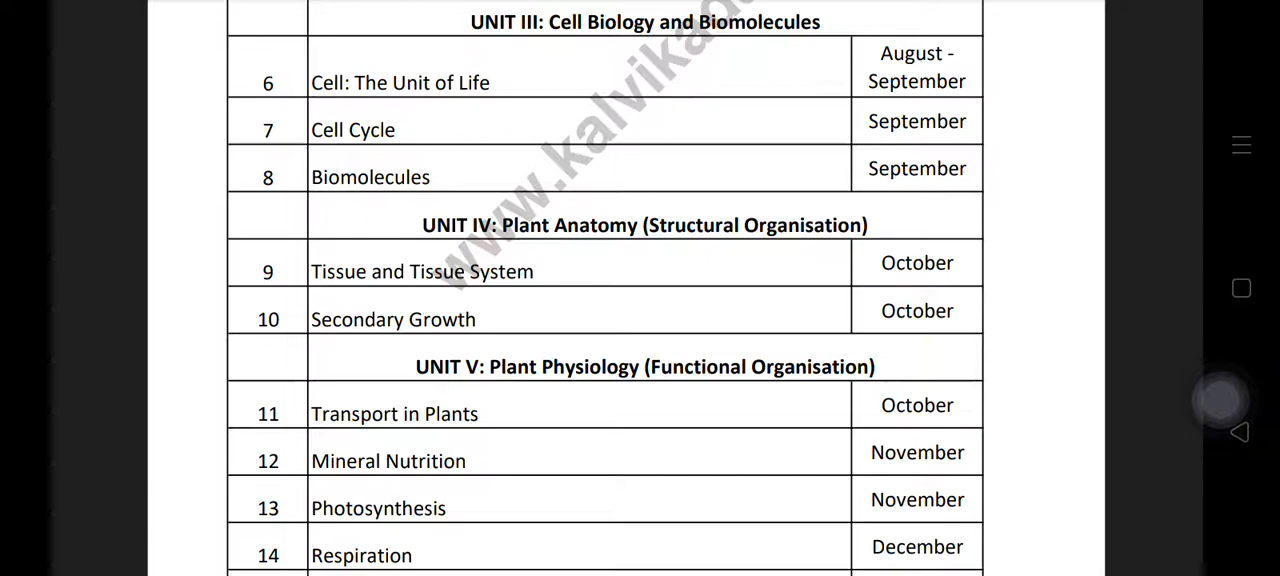 UNIT III: Cell Biology and Biomolecules
6 Cell: The Unit of Life August - September
7 Cell Cycle September
8 Biomolecules September
UNIT IV: Plant Anatomy (Structural Organisation)
9 Tissue and Tissue System October
10 Secondary Growth October
UNIT V: Plant Physiology (Functional Organisation)
11 Transport in Plants October
12 Mineral Nutrition November
13 Photosynthesis November
14 Respiration December